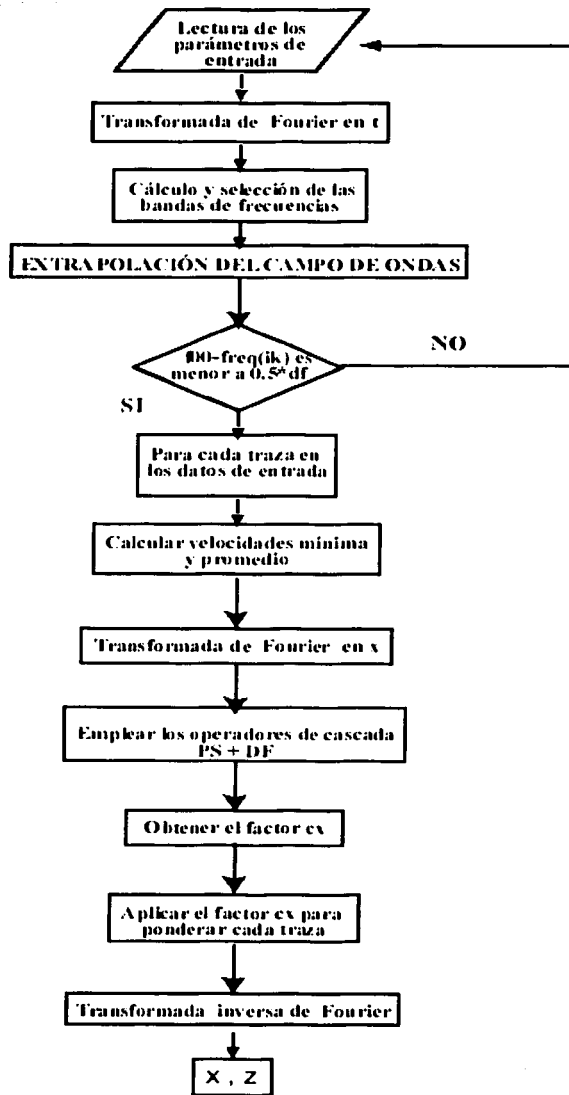 Lectura de los
parámetros de
entrada
Transformada de Fourier en t
Cálculo y selección de las
bandas de frecuencias
EXTRAPOLACIÓN DEL CAMPO DE ONDAS
-freq(ik) es
menor a 0.5*df
NO
SI
Para cada traza en
los datos de entrada
Calcular velocidades mínima
y promedio
Transformada de Fourier en x
Emplear los operadores de cascada
PS + DF
Obtener el factor cx
Aplicar el factor cx para
ponderar cada traza
Transformada inversa de Fourier
X , Z